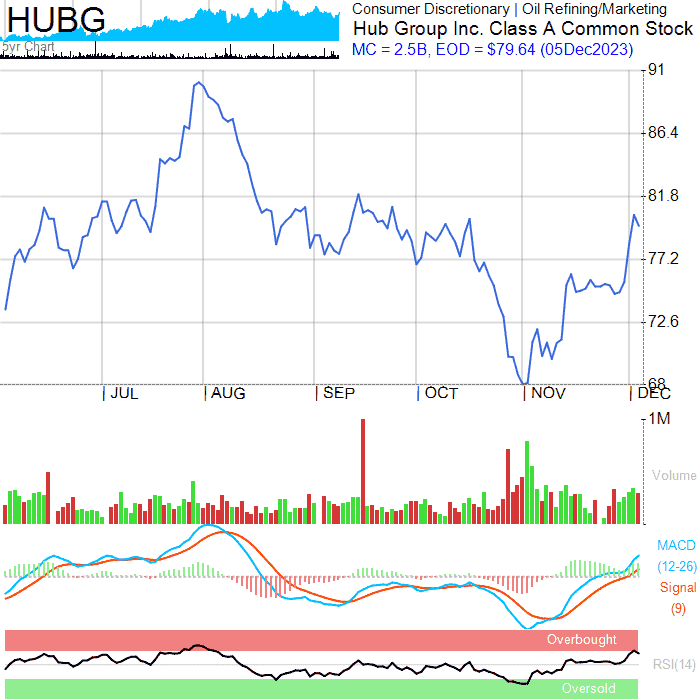 HUBG
5yr Chart
Consumer Discretionary | Oil Refining/Marketing
Hub Group Inc. Class A Common Stock
MC = 2.5B, EOD = $79.64 (05Dec2023)
91
86.4
81.8
77.2
72.6
68
JUL
AUG
SEP
OCT
NOV
DEC
1M
Volume
MACD
(12-26)
Signal
(9)
Overbought
RSI(14)
Oversold